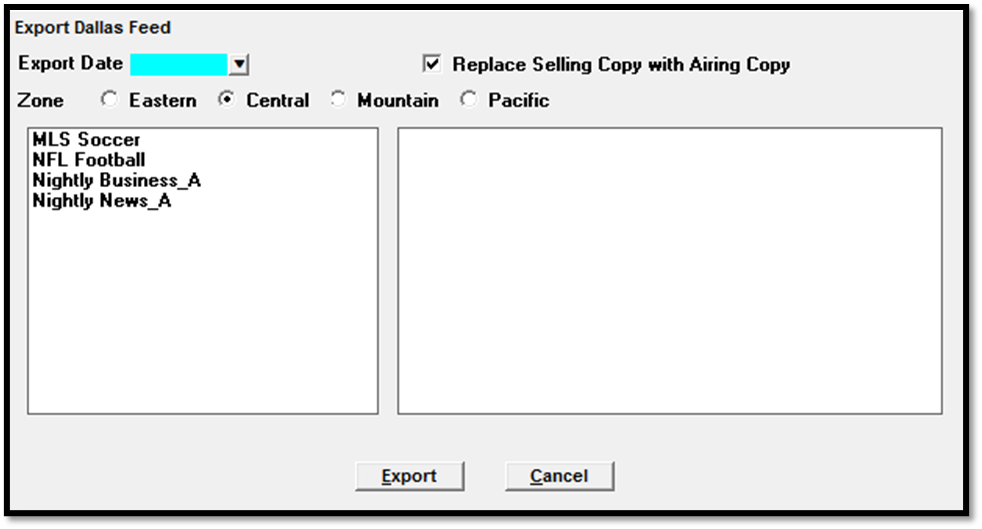 Export Dallas Feed
Export Date Replace Selling Copy with Airing Copy
Zone Eastern Central Mountain Pacific
MLS Soccer
NFL Football
Nightly Business_A
Nightly News_A
Export Cancel